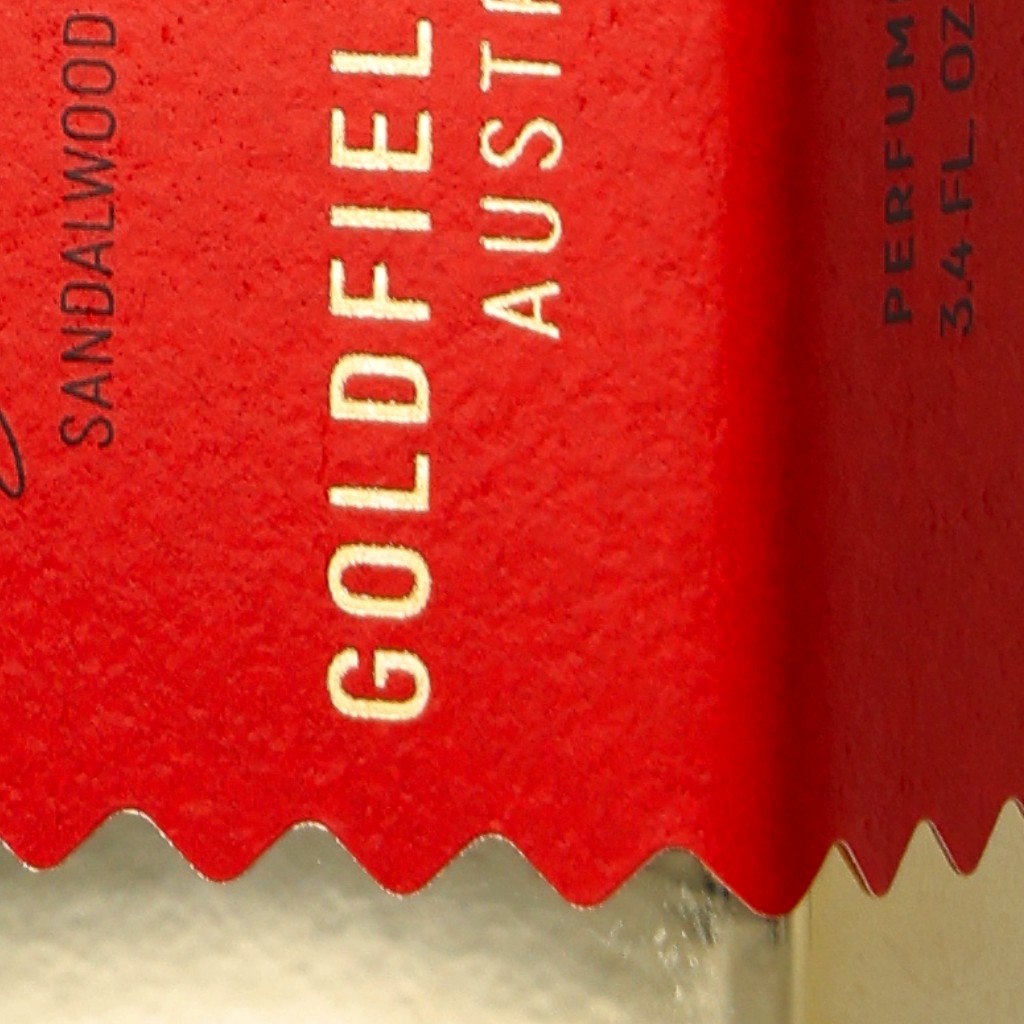 SANDALWOOD
GOLDFIEL
AUST
PERFUM
3.4 FL. OZ